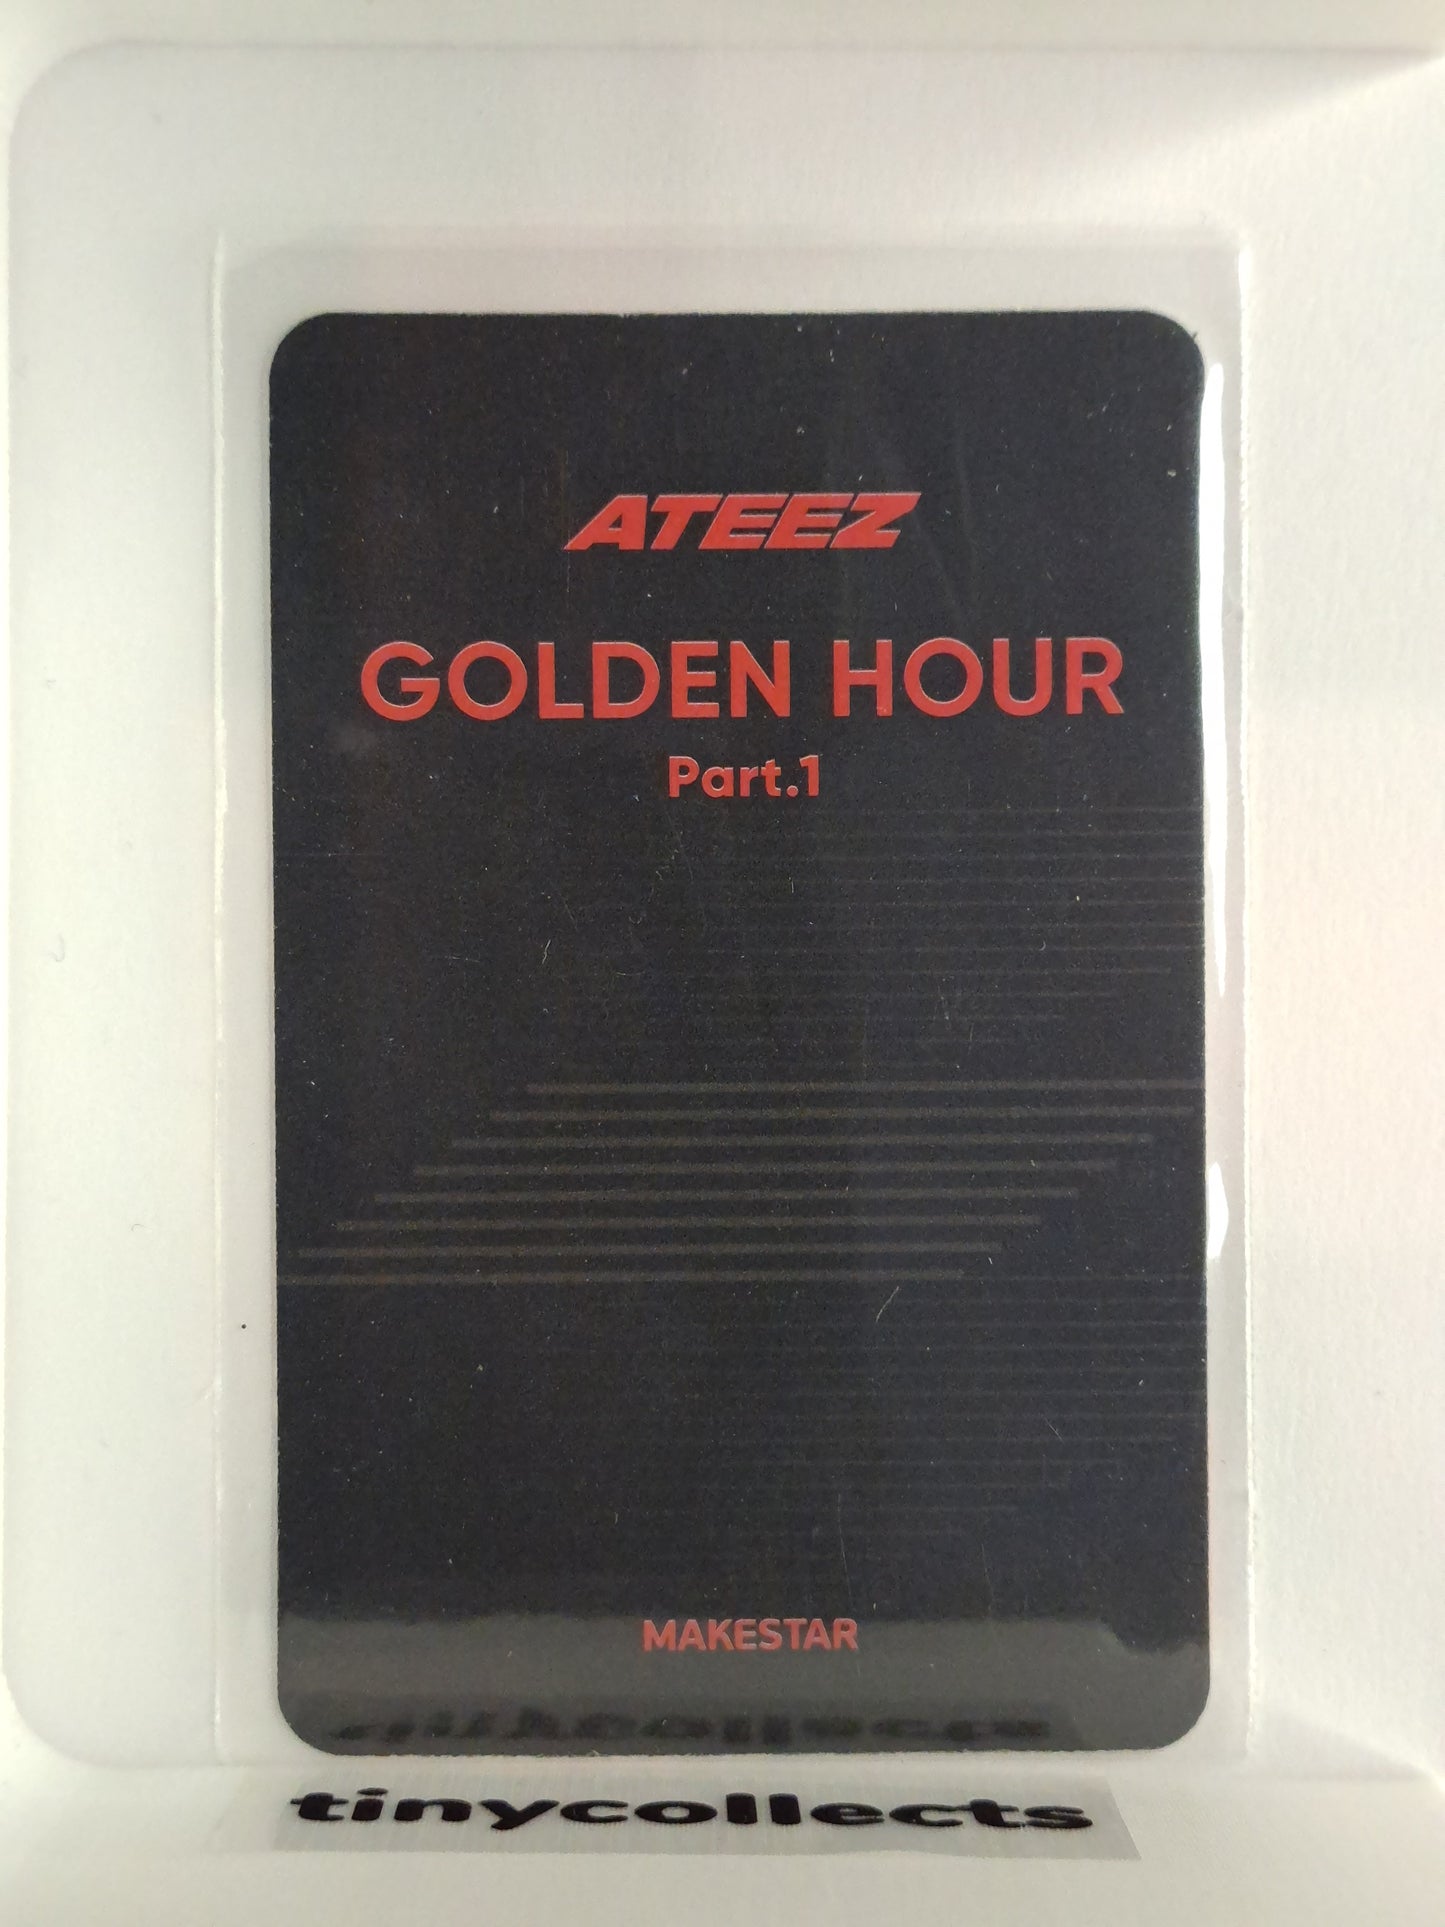 ATEEZ
GOLDEN HOUR
Part.1
MAKESTAR
tinycollects